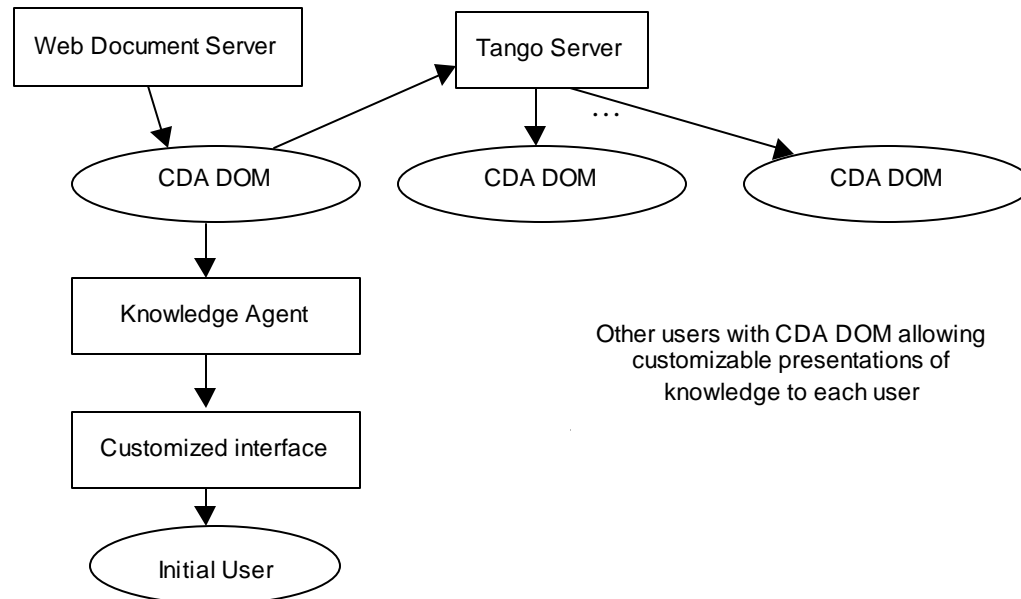 Web Document Server
Tango Server
...
CDA DOM
CDA DOM
CDA DOM
Knowledge Agent
Other users with CDA DOM allowing
customizable presentations of
knowledge to each user
Customized interface
Initial User